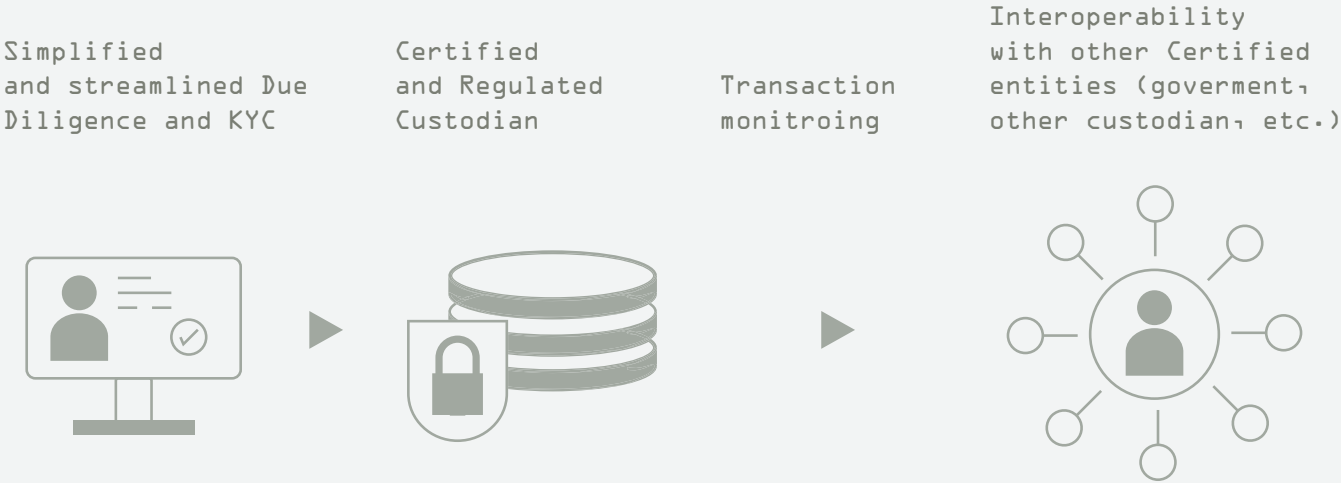 Simplified
and streamlined Due
Diligence and KYC
Certified
and Regulated
Custodian
Transaction
monitroing
Interoperability
with other Certified
entities (goverment,
other custodian, etc.)